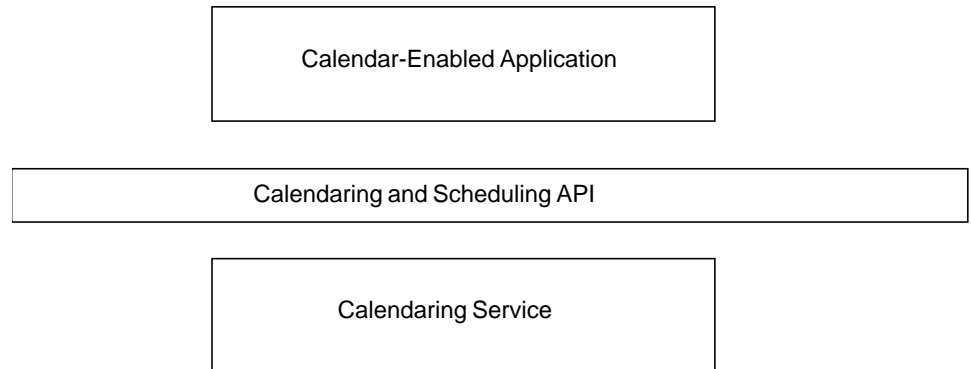 Calendar-Enabled Application
Calendaring and Scheduling API
Calendaring Service